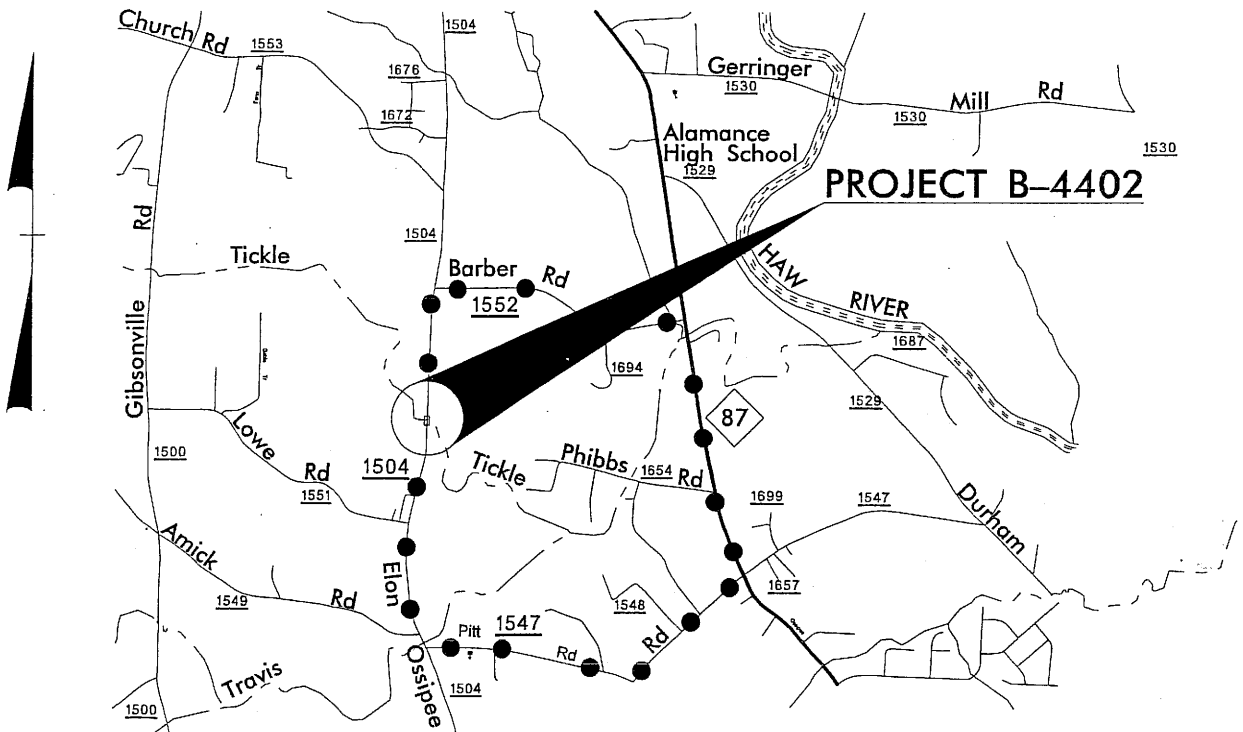 Church Rd
1553
1504
1676
1672
Gerringer
1530
Mill Rd
1530
1530
Alamance
High School
1529
PROJECT B–4402
Gibsonville Rd
Tickle
1504
Barber Rd
1552
HAW RIVER
1687
1694
1529
87
Lowe Rd
1551
1500
1504
Tickle
Phibbs Rd
1654
1699
1547
Durham
Amick Rd
1549
Elon
1548
1657
Pitt Rd
1547
Rd
Ossipee
1504
Travis
1500